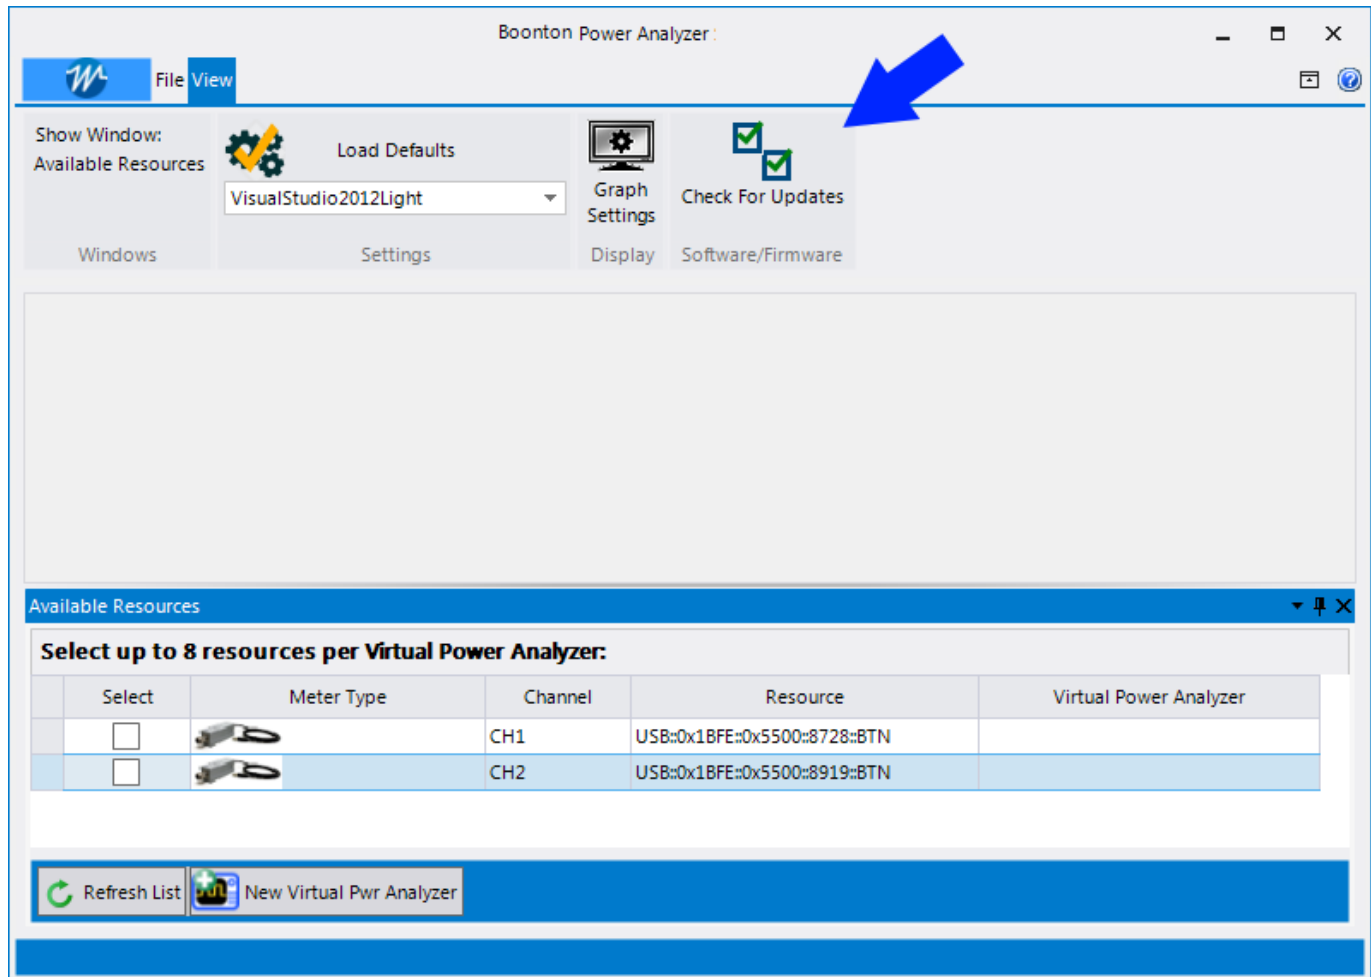 Boonton Power Analyzer
File View
Show Window:
Available Resources
Load Defaults
VisualStudio2012Light
Graph
Settings
Check For Updates
Windows
Settings
Display
Software/Firmware
Available Resources
Select up to 8 resources per Virtual Power Analyzer:
Select Meter Type Channel Resource Virtual Power Analyzer
CH1 USB::0x1BFE::0x5500::8728::BTN
CH2 USB::0x1BFE::0x5500::8919::BTN
Refresh List New Virtual Pwr Analyzer